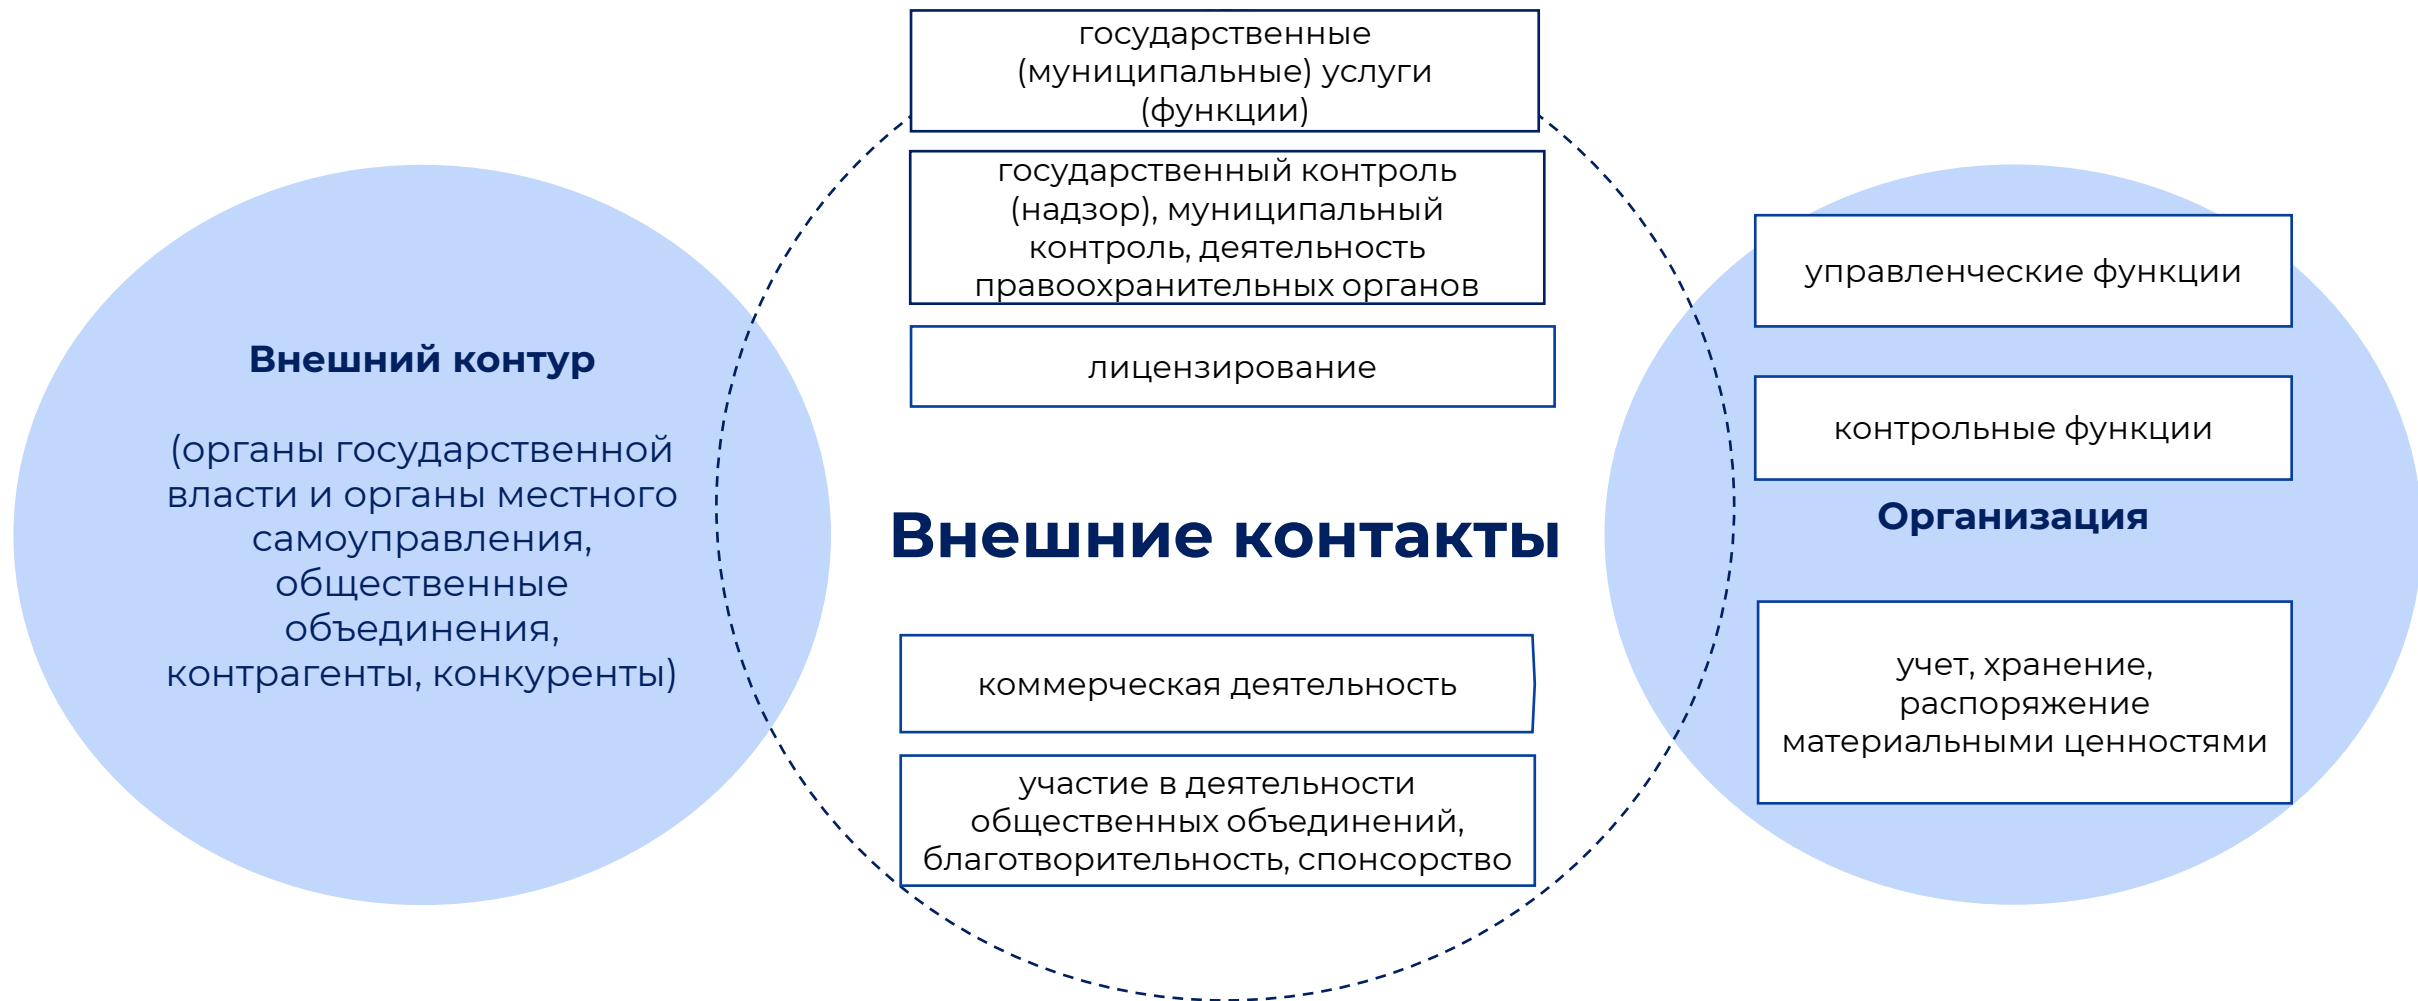 государственные
(муниципальные) услуги
(функции)
государственный контроль
(надзор), муниципальный
контроль, деятельность
правоохранительных органов
лицензирование
Внешний контур
(органы государственной
власти и органы местного
самоуправления,
общественные
объединения,
контрагенты, конкуренты)
Внешние контакты
коммерческая деятельность
участие в деятельности
общественных объединений,
благотворительность, спонсорство
управленческие функции
контрольные функции
Организация
учет, хранение,
распоряжение
материальными ценностями